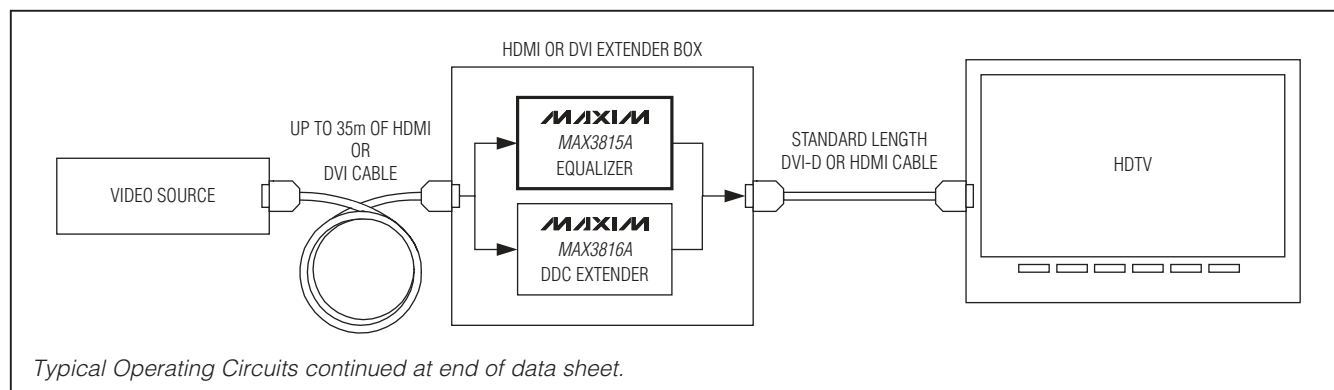 HDMI OR DVI EXTENDER BOX
VIDEO SOURCE
UP TO 35m OF HDMI
OR
DVI CABLE
MAXIM
MAX3815A
EQUALIZER
MAXIM
MAX3816A
DDC EXTENDER
STANDARD LENGTH
DVI-D OR HDMI CABLE
HDTV
Typical Operating Circuits continued at end of data sheet.